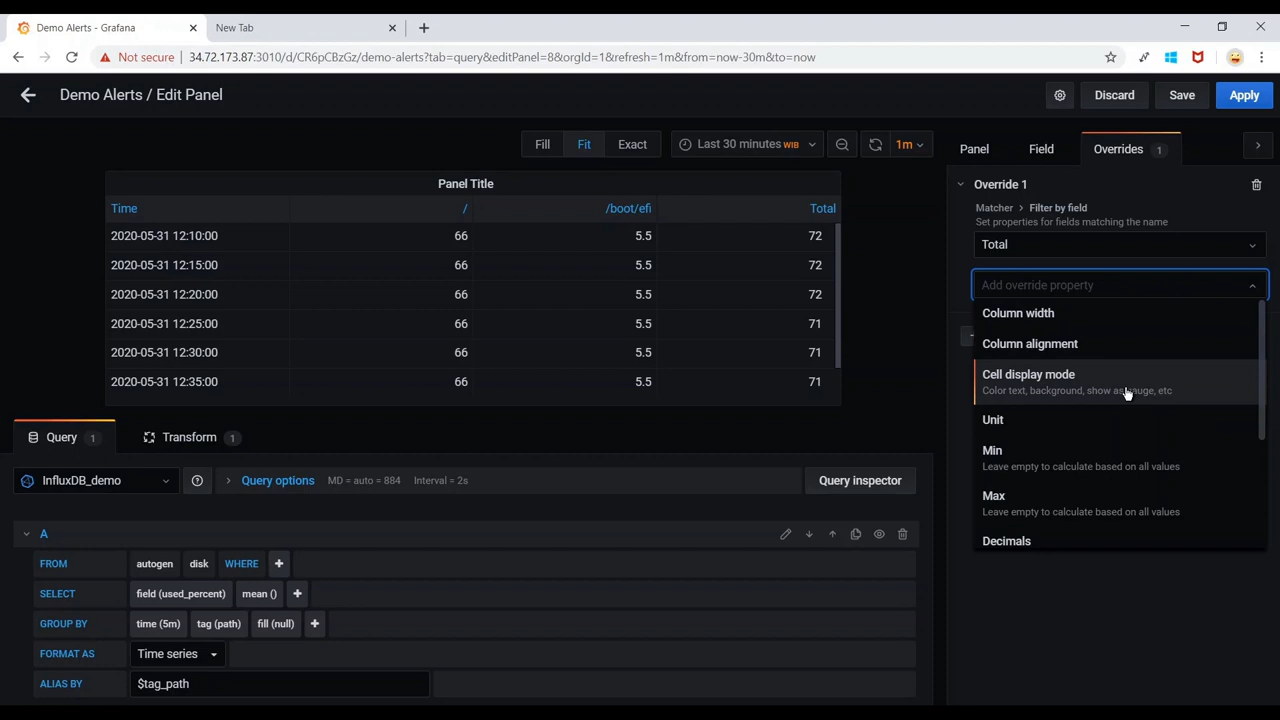 Demo Alerts - Grafana
New Tab
Not secure
34.72.173.87:3010/d/CR6pCBzGz/demo-alerts?tab=query&editPanel=8&orgId=1&refresh=1m&from=now-30m&to=now
Demo Alerts / Edit Panel
Discard
Save
Apply
Fill
Fit
Exact
Last 30 minutes WIB
1m
Panel
Field
Overrides 1
Panel Title
Time / /boot/efi Total
2020-05-31 12:10:00 66 5.5 72
2020-05-31 12:15:00 66 5.5 72
2020-05-31 12:20:00 66 5.5 72
2020-05-31 12:25:00 66 5.5 71
2020-05-31 12:30:00 66 5.5 71
2020-05-31 12:35:00 66 5.5 71
Override 1
Matcher > Filter by field
Set properties for fields matching the name
Total
Add override property
Column width
Column alignment
Cell display mode
Color text, background, show as gauge, etc
Unit
Min
Leave empty to calculate based on all values
Max
Leave empty to calculate based on all values
Decimals
Query 1
Transform 1
InfluxDB_demo
Query options MD = auto = 884 Interval = 2s
Query inspector
A
FROM autogen disk WHERE +
SELECT field (used_percent) mean () +
GROUP BY time (5m) tag (path) fill (null) +
FORMAT AS Time series
ALIAS BY $tag_path